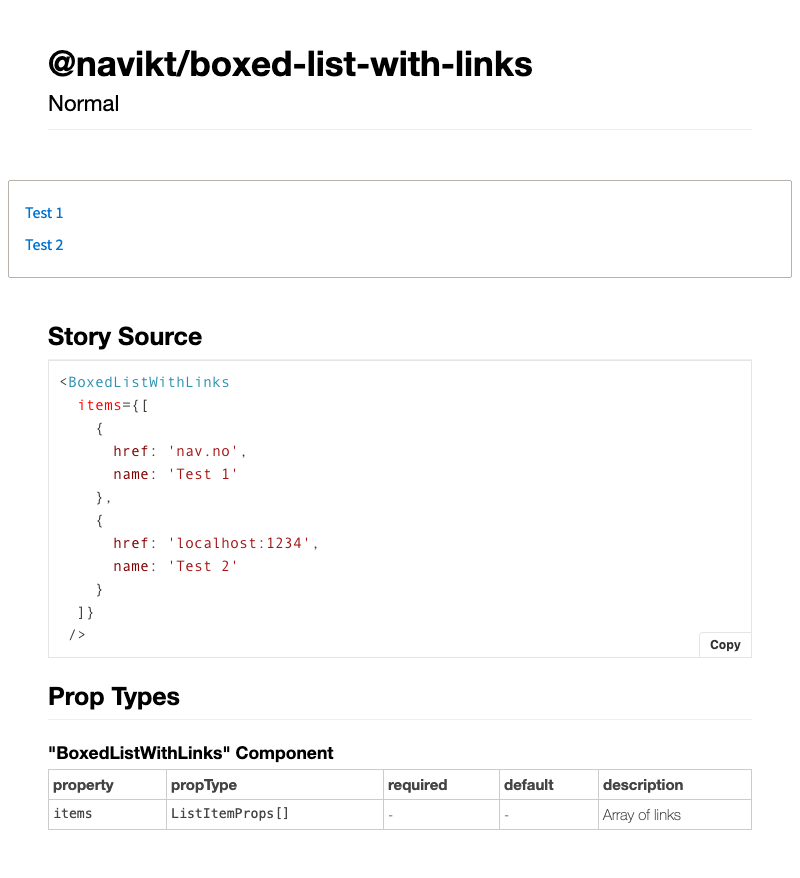 @navikt/boxed-list-with-links
Normal
Test 1
Test 2
Story Source
<BoxedListWithLinks
  items={[
    {
      href: 'nav.no',
      name: 'Test 1'
    },
    {
      href: 'localhost:1234',
      name: 'Test 2'
    }
  ]}
 />
Copy
Prop Types
"BoxedListWithLinks" Component
property propType required default description
items ListItemProps[] - - Array of links